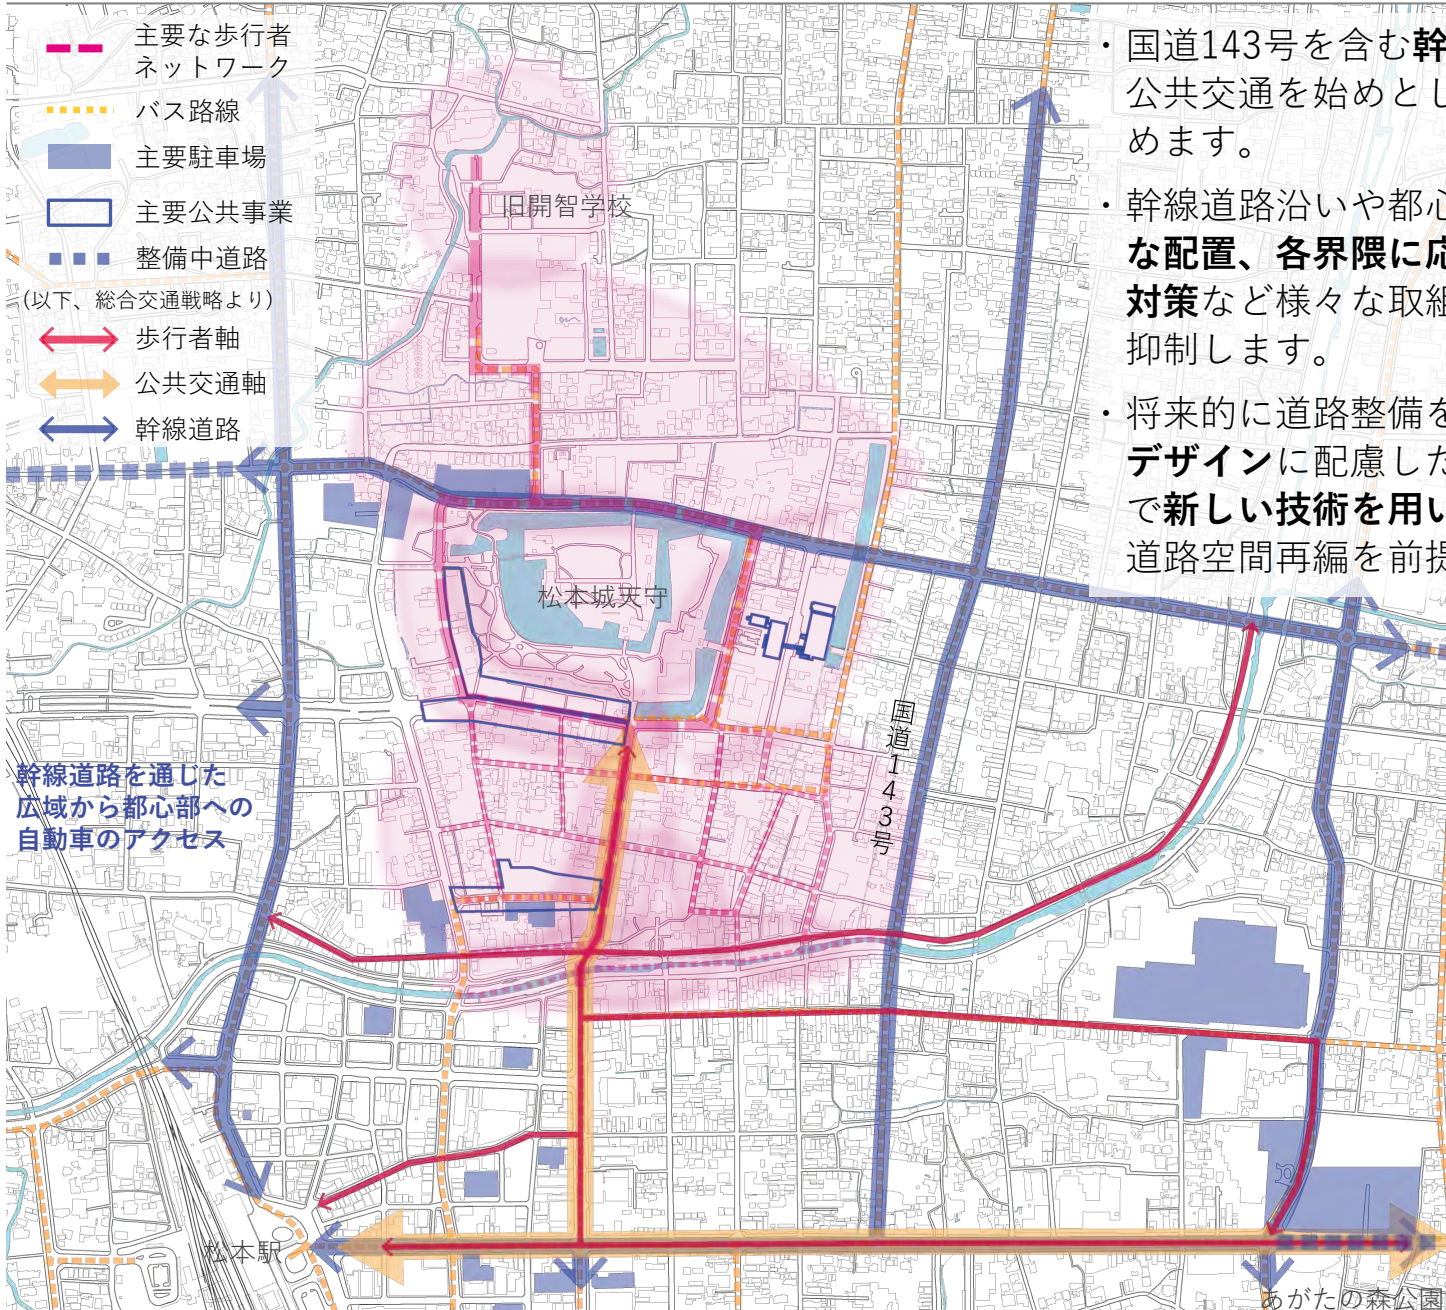 主要な歩行者
ネットワーク
バス路線
主要駐車場
主要公共事業
整備中道路
(以下、総合交通戦略より)
歩行者軸
公共交通軸
幹線道路
・国道143号を含む幹
公共交通を始めとし
めます。
・幹線道路沿いや都心
な配置、各界隈に応
対策など様々な取組
抑制します。
・将来的に道路整備を
デザインに配慮した
で新しい技術を用い
道路空間再編を前提
旧開智学校
松本城天守
国道143号
幹線道路を通じた
広域から都心部への
自動車のアクセス
松本駅
あがたの森公園